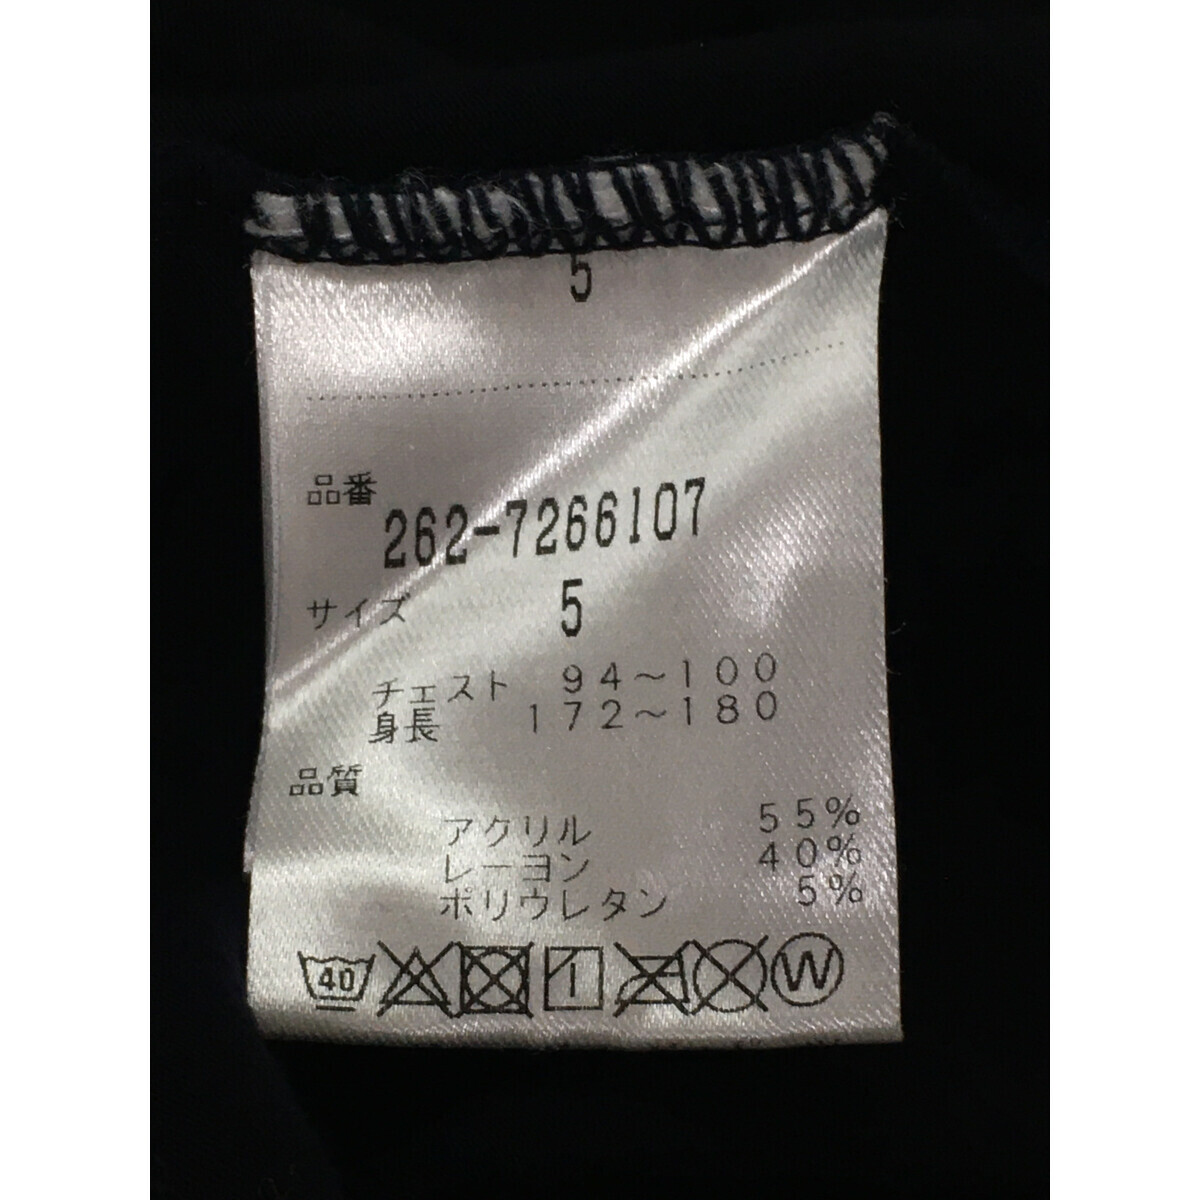 5
品番
262-7266107
サイズ 5
チェスト 94～100
身長 172～180
品質
アクリル 55%
レーヨン 40%
ポリウレタン 5%
40 W